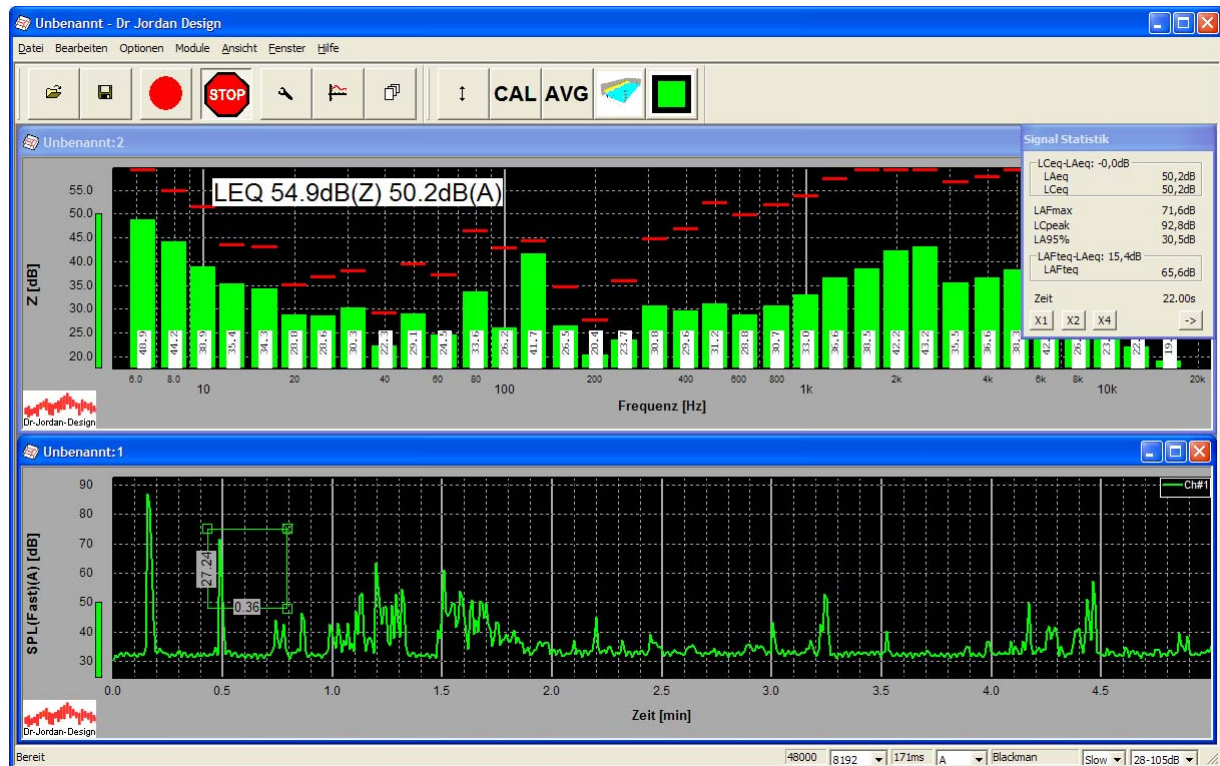 Unbenannt - Dr Jordan Design
Datei Bearbeiten Optionen Module Ansicht Fenster Hilfe
STOP CAL AVG
Unbenannt:2
LEQ 54.9dB(Z) 50.2dB(A)
Z [dB]
55.0
50.0
45.0
40.0
35.0
30.0
25.0
20.0
48.9 44.2 38.9 35.4 34.3 28.8 28.6 30.3 22.3 29.1 24.5 33.6 26.2 41.7 26.5 20.4 23.7 30.8 29.6 31.2 28.8 30.7 33.0 36.6 38.5 42.2 43.2 35.5 36.6 38.3
6.0 8.0 10 20 40 60 80 100 200 400 600 800 1k 2k 4k 6k 8k 10k 20k
Frequenz [Hz]
Dr-Jordan-Design
Signal Statistik
LCeq-LAeq: -0,0dB
LAeq 50,2dB
LCeq 50,2dB
LAFmax 71,6dB
LCpeak 92,8dB
LA95% 30,5dB
LAFteq-LAeq: 15,4dB
LAFteq 65,6dB
Zeit 22.00s
X1 X2 X4 ->
Unbenannt:1
SPL(Fast)(A) [dB]
90
80
70
60
50
40
30
Ch#1
27.24
0.36
0.0 0.5 1.0 1.5 2.0 2.5 3.0 3.5 4.0 4.5
Zeit [min]
Dr-Jordan-Design
Bereit 48000 8192 171ms A Blackman Slow 28-105dB